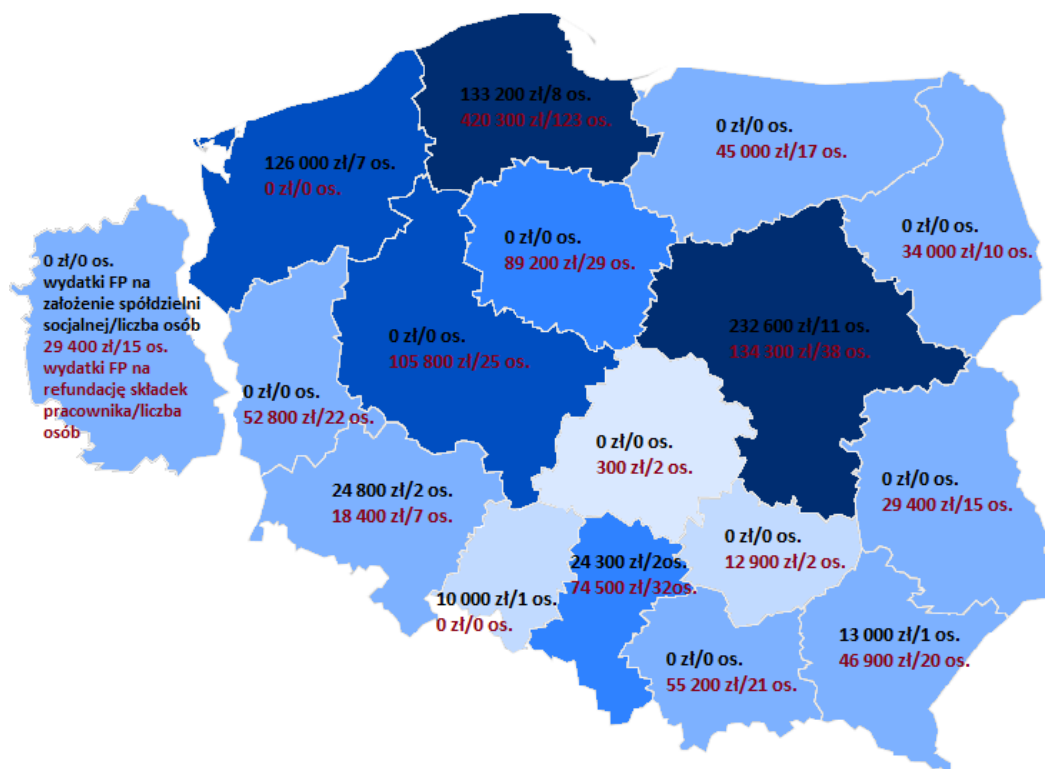 133 200 zł/8 os.
420 300 zł/123 os.
0 zł/0 os.
45 000 zł/17 os.
126 000 zł/7 os.
0 zł/0 os.
0 zł/0 os.
34 000 zł/10 os.
0 zł/0 os.
89 200 zł/29 os.
0 zł/0 os.
wydatki FP na
założenie spółdzielni
socjalnej/liczba osób
29 400 zł/15 os.
wydatki FP na
refundację składek
pracownika/liczba
osób
0 zł/0 os.
105 800 zł/25 os.
232 600 zł/11 os.
134 300 zł/38 os.
0 zł/0 os.
52 800 zł/22 os.
0 zł/0 os.
300 zł/2 os.
0 zł/0 os.
29 400 zł/15 os.
24 800 zł/2 os.
18 400 zł/7 os.
0 zł/0 os.
12 900 zł/2 os.
24 300 zł/2os.
74 500 zł/32os.
10 000 zł/1 os.
0 zł/0 os.
13 000 zł/1 os.
46 900 zł/20 os.
0 zł/0 os.
55 200 zł/21 os.